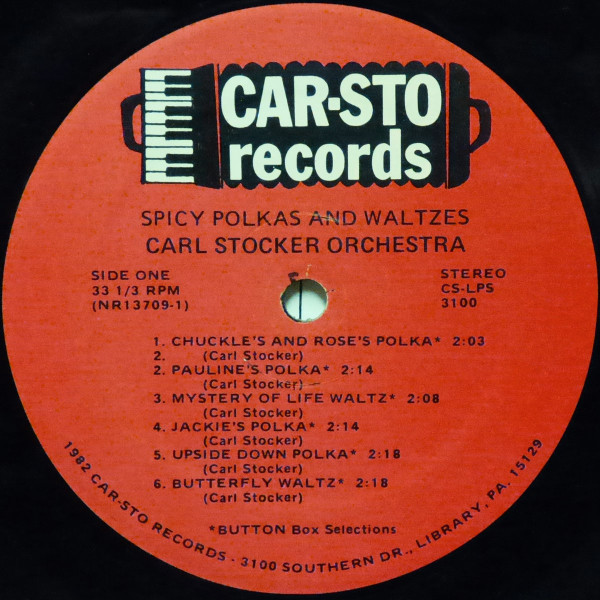 CAR-STO
records
SPICY POLKAS AND WALTZES
CARL STOCKER ORCHESTRA
SIDE ONE
33 1/3 RPM
(NR13709-1)
STEREO
CS-LPS
3100
1. CHUCKLE'S AND ROSE'S POLKA* 2:03
2. (Carl Stocker)
2. PAULINE'S POLKA* 2:14
(Carl Stocker)
3. MYSTERY OF LIFE WALTZ* 2:08
(Carl Stocker)
4. JACKIE'S POLKA* 2:14
(Carl Stocker)
5. UPSIDE DOWN POLKA* 2:18
(Carl Stocker)
6. BUTTERFLY WALTZ* 2:18
(Carl Stocker)
*BUTTON Box Selections
1982 CAR-STO RECORDS - 3100 SOUTHERN DR., LIBRARY, PA. 15129